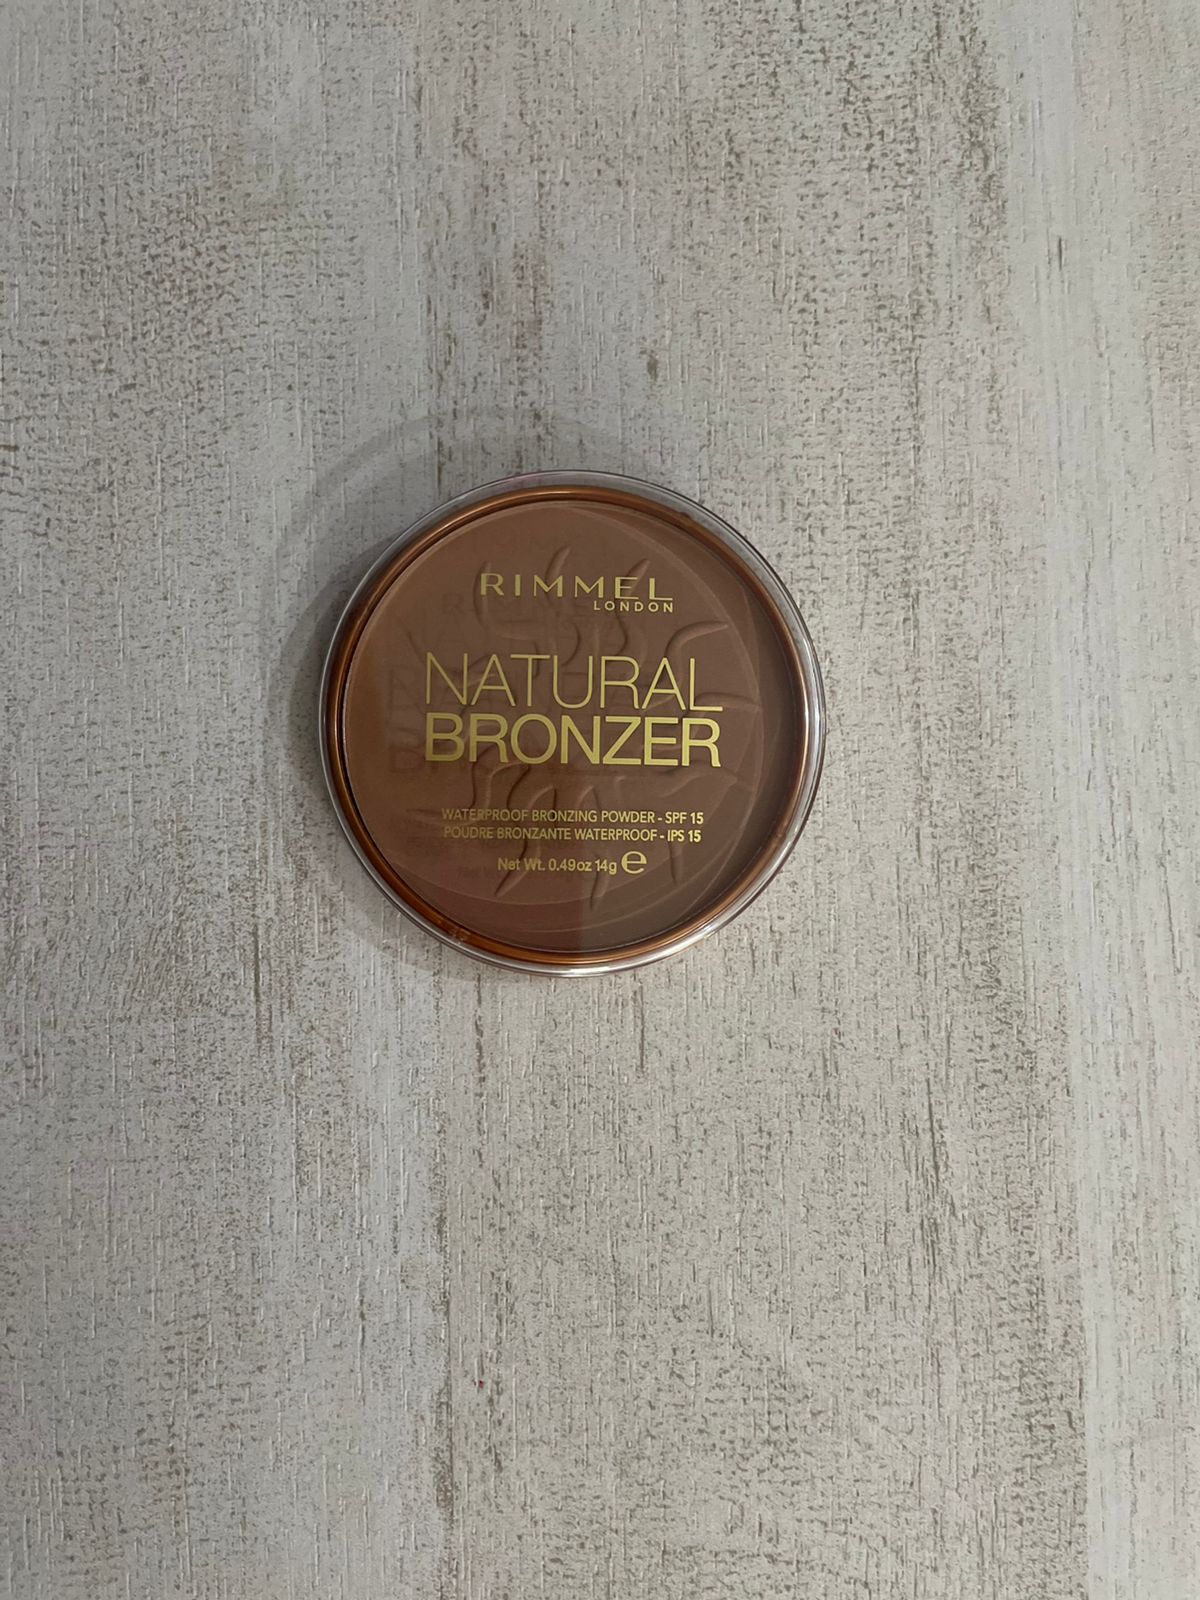 RIMMEL
LONDON
NATURAL
BRONZER
WATERPROOF BRONZING POWDER - SPF 15
POUDRE BRONZANTE WATERPROOF - IPS 15
Net Wt. 0.49oz 14g ℮